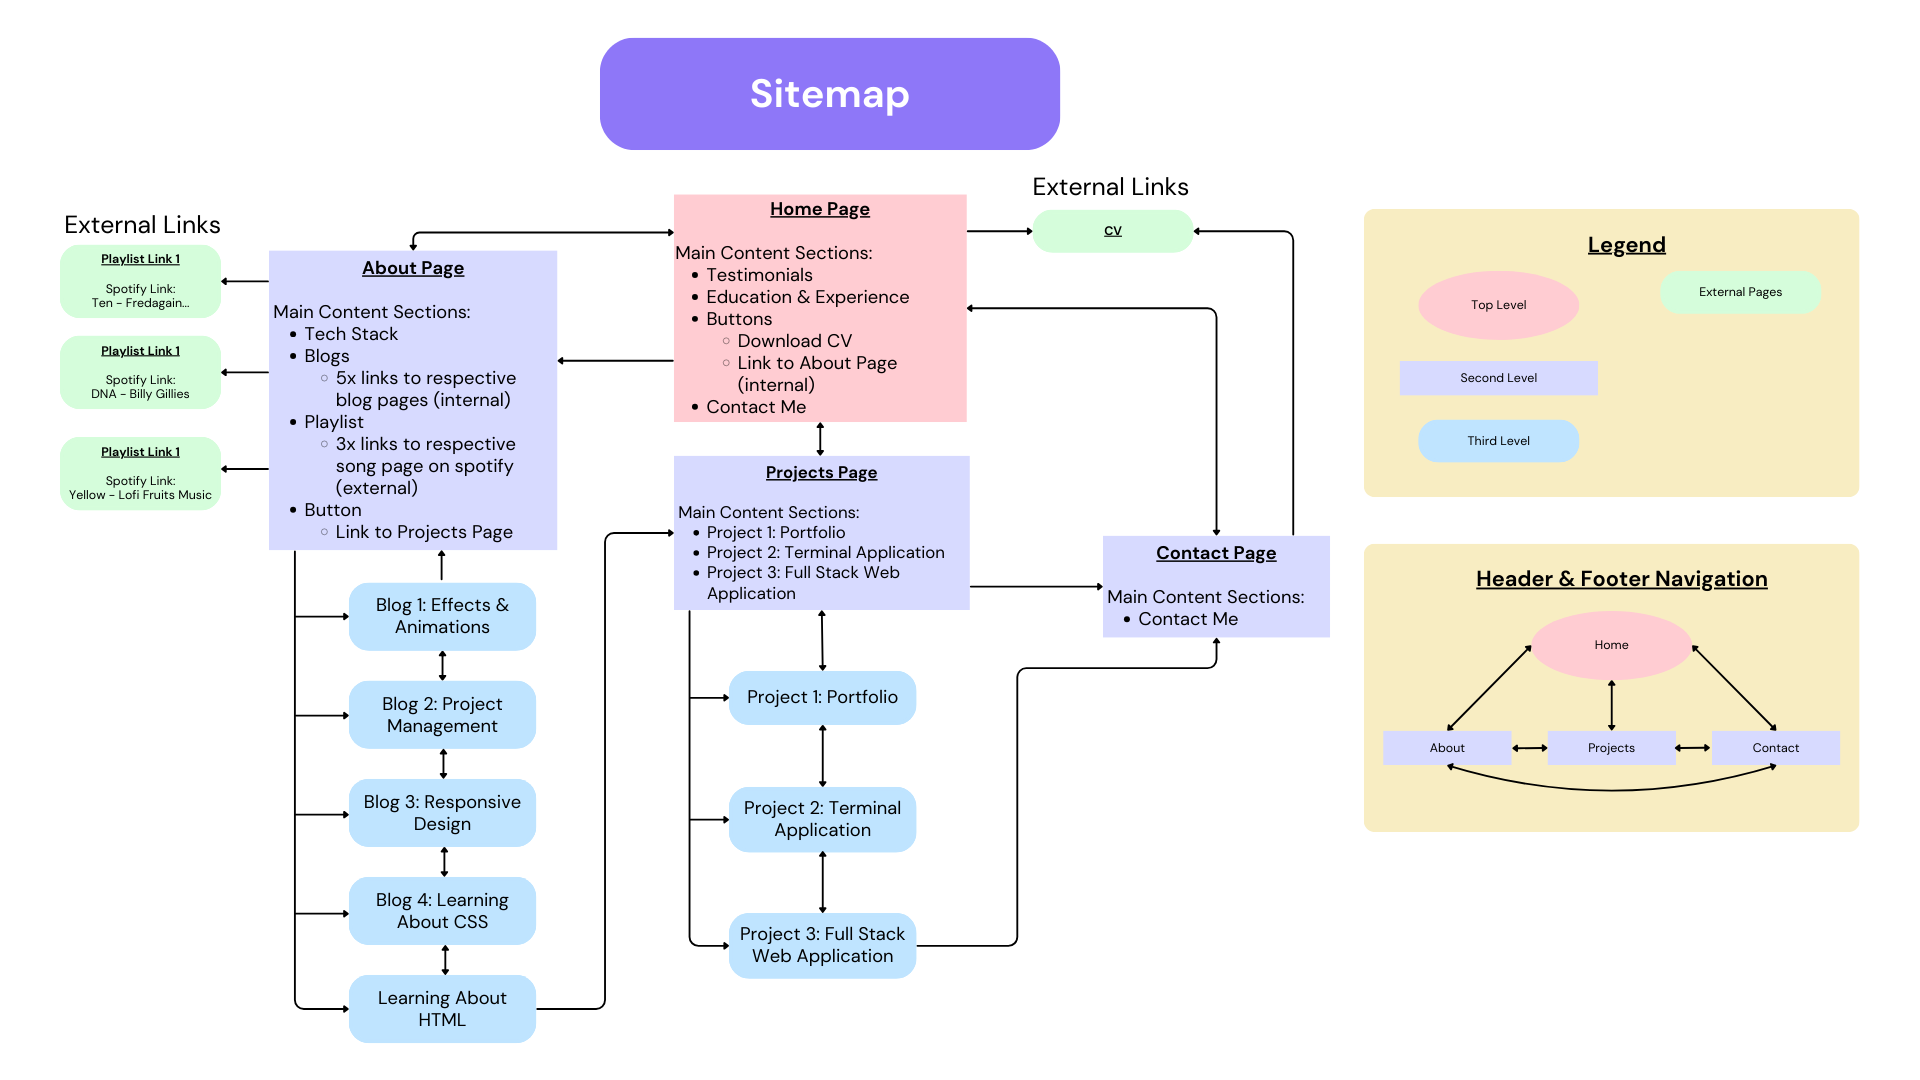 Sitemap
External Links
Playlist Link 1
Spotify Link:
Ten - Fredagain...
Playlist Link 1
Spotify Link:
DNA - Billy Gillies
Playlist Link 1
Spotify Link:
Yellow - Lofi Fruits Music
About Page
Main Content Sections:
• Tech Stack
• Blogs
○ 5x links to respective
blog pages (internal)
• Playlist
○ 3x links to respective
song page on spotify
(external)
• Button
○ Link to Projects Page
Blog 1: Effects &
Animations
Blog 2: Project
Management
Blog 3: Responsive
Design
Blog 4: Learning
About CSS
Learning About
HTML
Home Page
Main Content Sections:
• Testimonials
• Education & Experience
• Buttons
○ Download CV
○ Link to About Page
(internal)
• Contact Me
Projects Page
Main Content Sections:
• Project 1: Portfolio
• Project 2: Terminal Application
• Project 3: Full Stack Web
Application
Project 1: Portfolio
Project 2: Terminal
Application
Project 3: Full Stack
Web Application
External Links
CV
Contact Page
Main Content Sections:
• Contact Me
Legend
Top Level
External Pages
Second Level
Third Level
Header & Footer Navigation
Home
About
Projects
Contact